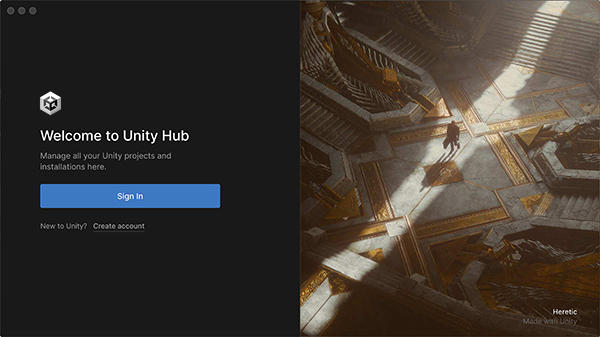 Welcome to Unity Hub
Manage all your Unity projects and
installations here.
Sign In
New to Unity? Create account
Heretic
Made with Unity